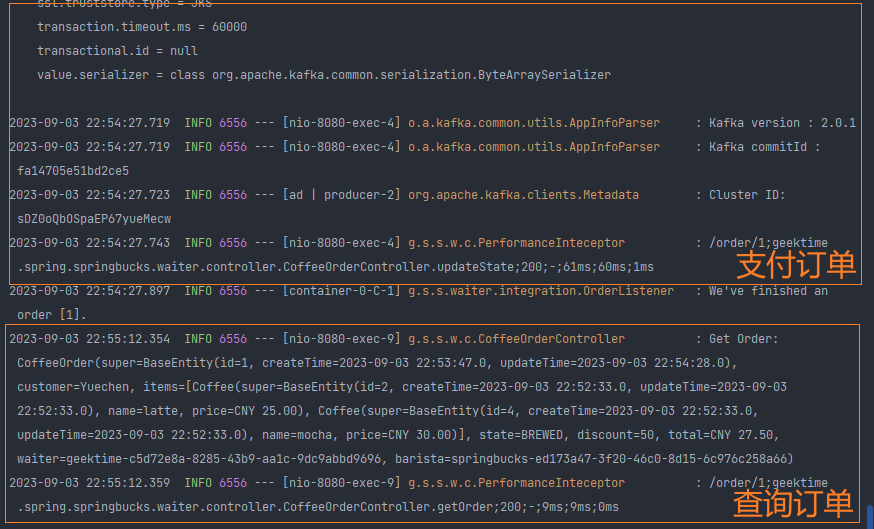 ssl.truststore.type = JKS
transaction.timeout.ms = 60000
transactional.id = null
value.serializer = class org.apache.kafka.common.serialization.ByteArraySerializer
2023-09-03 22:54:27.719  INFO 6556 --- [nio-8080-exec-4] o.a.kafka.common.utils.AppInfoParser     : Kafka version : 2.0.1
2023-09-03 22:54:27.719  INFO 6556 --- [nio-8080-exec-4] o.a.kafka.common.utils.AppInfoParser     : Kafka commitId :
fa14705e51bd2ce5
2023-09-03 22:54:27.723  INFO 6556 --- [ad | producer-2] org.apache.kafka.clients.Metadata        : Cluster ID:
sDZ0oQbOSpaEP67yueMecw
2023-09-03 22:54:27.743  INFO 6556 --- [nio-8080-exec-4] g.s.s.w.c.PerformanceInteceptor          : /order/1;geektime
.spring.springbucks.waiter.controller.CoffeeOrderController.updateState;200;-;61ms;60ms;1ms
支付订单
2023-09-03 22:54:27.897  INFO 6556 --- [container-0-C-1] g.s.s.waiter.integration.OrderListener   : We've finished an
order [1].
2023-09-03 22:55:12.354  INFO 6556 --- [nio-8080-exec-9] g.s.s.w.c.CoffeeOrderController          : Get Order:
CoffeeOrder(super=BaseEntity(id=1, createTime=2023-09-03 22:53:47.0, updateTime=2023-09-03 22:54:28.0),
customer=Yuechen, items=[Coffee(super=BaseEntity(id=2, createTime=2023-09-03 22:52:33.0, updateTime=2023-09-03
22:52:33.0), name=latte, price=CNY 25.00), Coffee(super=BaseEntity(id=4, createTime=2023-09-03 22:52:33.0,
updateTime=2023-09-03 22:52:33.0), name=mocha, price=CNY 30.00)], state=BREWED, discount=50, total=CNY 27.50,
waiter=geektime-c5d72e8a-8285-43b9-aa1c-9dc9abbd9696, barista=springbucks-ed173a47-3f20-46c0-8d15-6c976c258a66)
2023-09-03 22:55:12.359  INFO 6556 --- [nio-8080-exec-9] g.s.s.w.c.PerformanceInteceptor          : /order/1;geektime
.spring.springbucks.waiter.controller.CoffeeOrderController.getOrder;200;-;9ms;9ms;0ms
查询订单